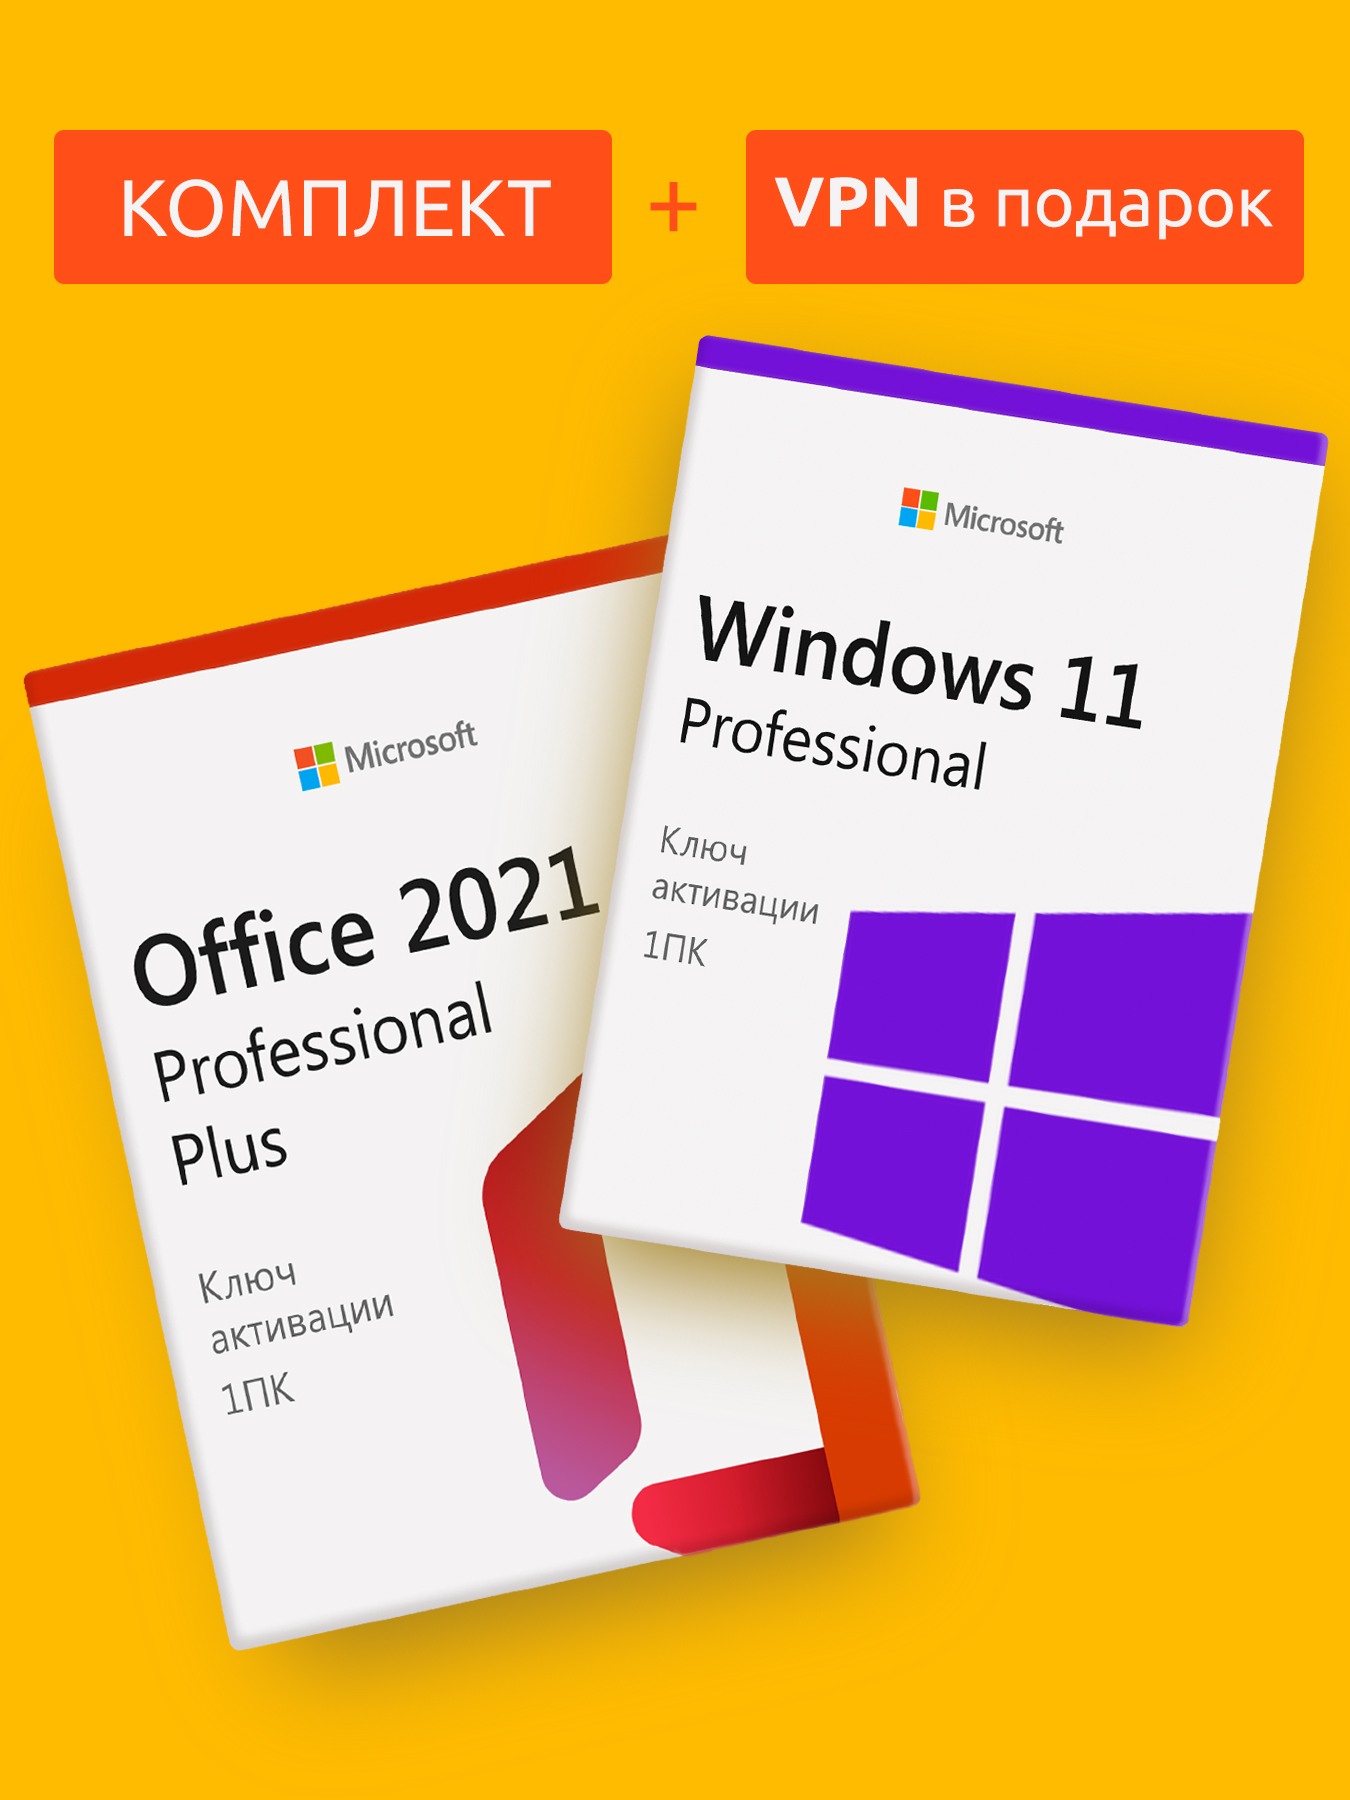 КОМПЛЕКТ + VPN в подарок
Microsoft
Windows 11
Professional
Ключ
активации
1ПК
Microsoft
Office 2021
Professional
Plus
Ключ
активации
1ПК